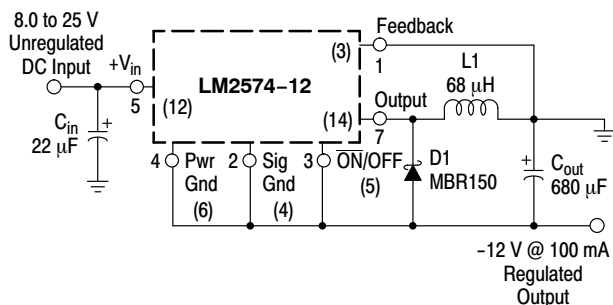 8.0 to 25 V
Unregulated
DC Input
+Vin
5
(12)
Cin
22 μF
+
LM2574–12
(3)
Feedback
1
(14)
Output
7
L1
68 μH
4
Pwr
Gnd
(6)
2
Sig
Gnd
(4)
3
ON/OFF
(5)
D1
MBR150
+
Cout
680 μF
–12 V @ 100 mA
Regulated
Output